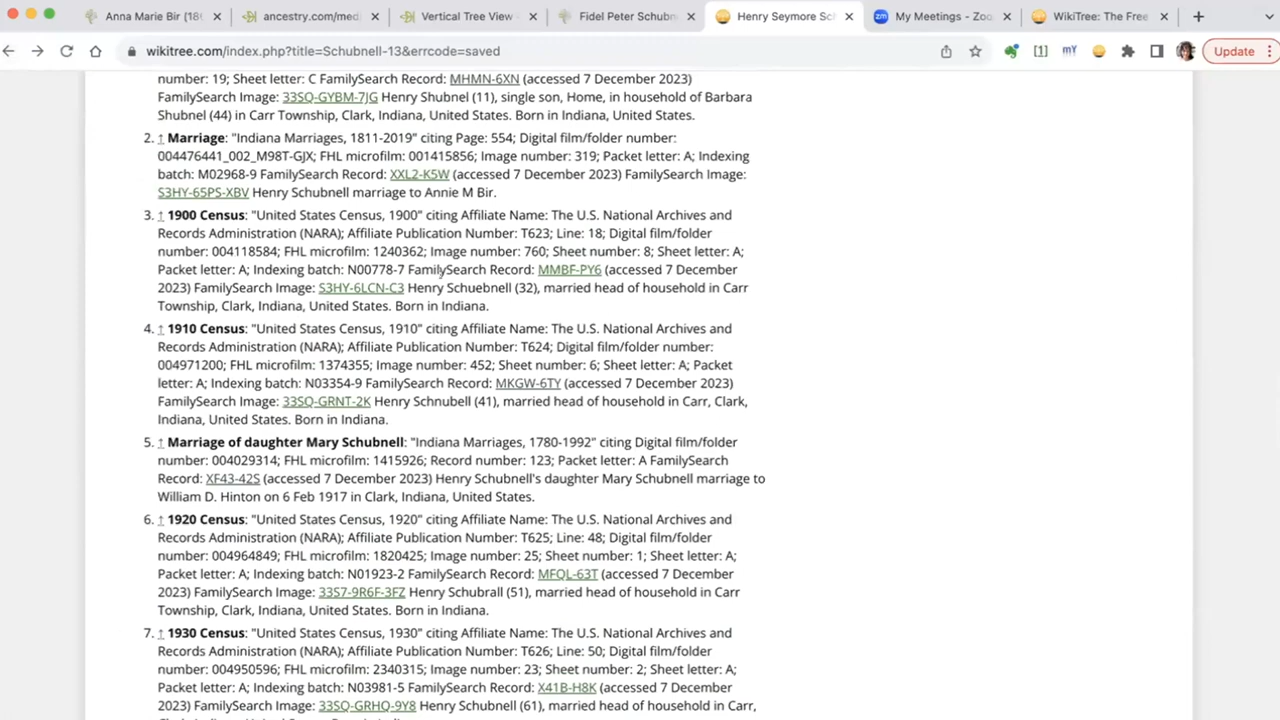 Anna Marie Bir (18
ancestry.com/med
Vertical Tree View -
Fidel Peter Schubn
Henry Seymore Sc
My Meetings - Zoo
WikiTree: The Free
wikitree.com/index.php?title=Schubnell-13&errcode=saved
[1]
mY
Update
number: 19; Sheet letter: C FamilySearch Record: MHMN-6XN (accessed 7 December 2023)
FamilySearch Image: 33SQ-GYBM-7JG Henry Shubnel (11), single son, Home, in household of Barbara
Shubnel (44) in Carr Township, Clark, Indiana, United States. Born in Indiana, United States.
2. ↑ Marriage: "Indiana Marriages, 1811-2019" citing Page: 554; Digital film/folder number:
004476441_002_M98T-GJX; FHL microfilm: 001415856; Image number: 319; Packet letter: A; Indexing
batch: M02968-9 FamilySearch Record: XXL2-K5W (accessed 7 December 2023) FamilySearch Image:
S3HY-65PS-XBV Henry Schubnell marriage to Annie M Bir.
3. ↑ 1900 Census: "United States Census, 1900" citing Affiliate Name: The U.S. National Archives and
Records Administration (NARA); Affiliate Publication Number: T623; Line: 18; Digital film/folder
number: 004118584; FHL microfilm: 1240362; Image number: 760; Sheet number: 8; Sheet letter: A;
Packet letter: A; Indexing batch: N00778-7 FamilySearch Record: MMBF-PY6 (accessed 7 December
2023) FamilySearch Image: S3HY-6LCN-C3 Henry Schuebnell (32), married head of household in Carr
Township, Clark, Indiana, United States. Born in Indiana.
4. ↑ 1910 Census: "United States Census, 1910" citing Affiliate Name: The U.S. National Archives and
Records Administration (NARA); Affiliate Publication Number: T624; Digital film/folder number:
004971200; FHL microfilm: 1374355; Image number: 452; Sheet number: 6; Sheet letter: A; Packet
letter: A; Indexing batch: N03354-9 FamilySearch Record: MKGW-6TY (accessed 7 December 2023)
FamilySearch Image: 33SQ-GRNT-2K Henry Schnubell (41), married head of household in Carr, Clark,
Indiana, United States. Born in Indiana.
5. ↑ Marriage of daughter Mary Schubnell: "Indiana Marriages, 1780-1992" citing Digital film/folder
number: 004029314; FHL microfilm: 1415926; Record number: 123; Packet letter: A FamilySearch
Record: XF43-42S (accessed 7 December 2023) Henry Schubnell's daughter Mary Schubnell marriage to
William D. Hinton on 6 Feb 1917 in Clark, Indiana, United States.
6. ↑ 1920 Census: "United States Census, 1920" citing Affiliate Name: The U.S. National Archives and
Records Administration (NARA); Affiliate Publication Number: T625; Line: 48; Digital film/folder
number: 004964849; FHL microfilm: 1820425; Image number: 25; Sheet number: 1; Sheet letter: A;
Packet letter: A; Indexing batch: N01923-2 FamilySearch Record: MFQL-63T (accessed 7 December
2023) FamilySearch Image: 33S7-9R6F-3FZ Henry Schubrall (51), married head of household in Carr
Township, Clark, Indiana, United States. Born in Indiana.
7. ↑ 1930 Census: "United States Census, 1930" citing Affiliate Name: The U.S. National Archives and
Records Administration (NARA); Affiliate Publication Number: T626; Line: 50; Digital film/folder
number: 004950596; FHL microfilm: 2340315; Image number: 23; Sheet number: 2; Sheet letter: A;
Packet letter: A; Indexing batch: N03981-5 FamilySearch Record: X41B-H8K (accessed 7 December
2023) FamilySearch Image: 33SQ-GRHQ-9Y8 Henry Schubnell (61), married head of household in Carr,